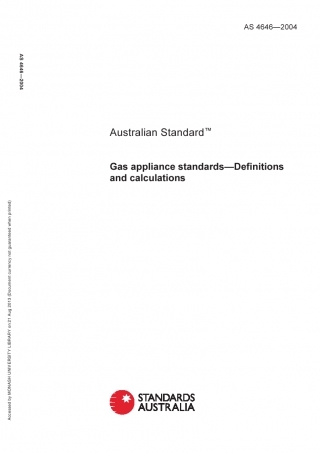 AS 4646—2004
AS 4646—2004
Australian Standard™
Gas appliance standards—Definitions
and calculations
Accessed by MONASH UNIVERSITY LIBRARY on 21 Aug 2013 (Document currency not guaranteed when printed)
STANDARDS
AUSTRALIA